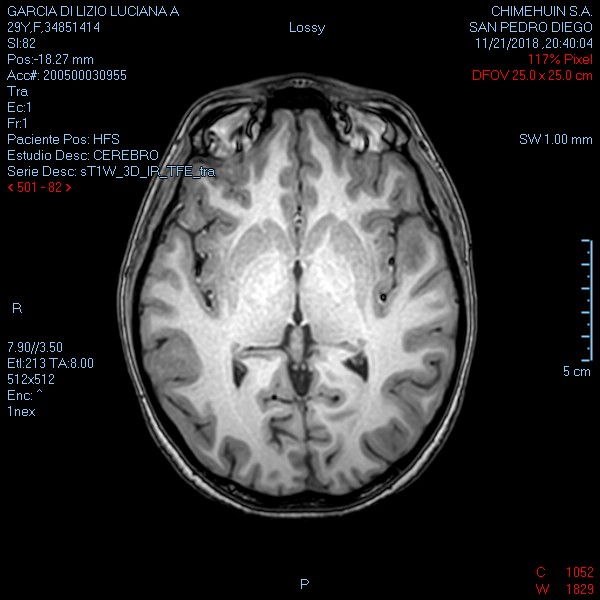 GARCIA DI LIZIO LUCIANA A
29Y,F,34851414
Sl:82
Pos:-18.27 mm
Acc#: 200500030955
Tra
Ec:1
Fr:1
Paciente Pos: HFS
Estudio Desc: CEREBRO
Serie Desc: sT1W_3D_IR_TFE_tra
< 501 - 82 >
Lossy
CHIMEHUIN S.A.
SAN PEDRO DIEGO
11/21/2018 ,20:40:04
117% Pixel
DFOV 25.0 x 25.0 cm
SW 1.00 mm
R
7.90//3.50
Etl:213 TA:8.00
512x512
Enc: ^
1nex
5 cm
P
C 1052
W 1829